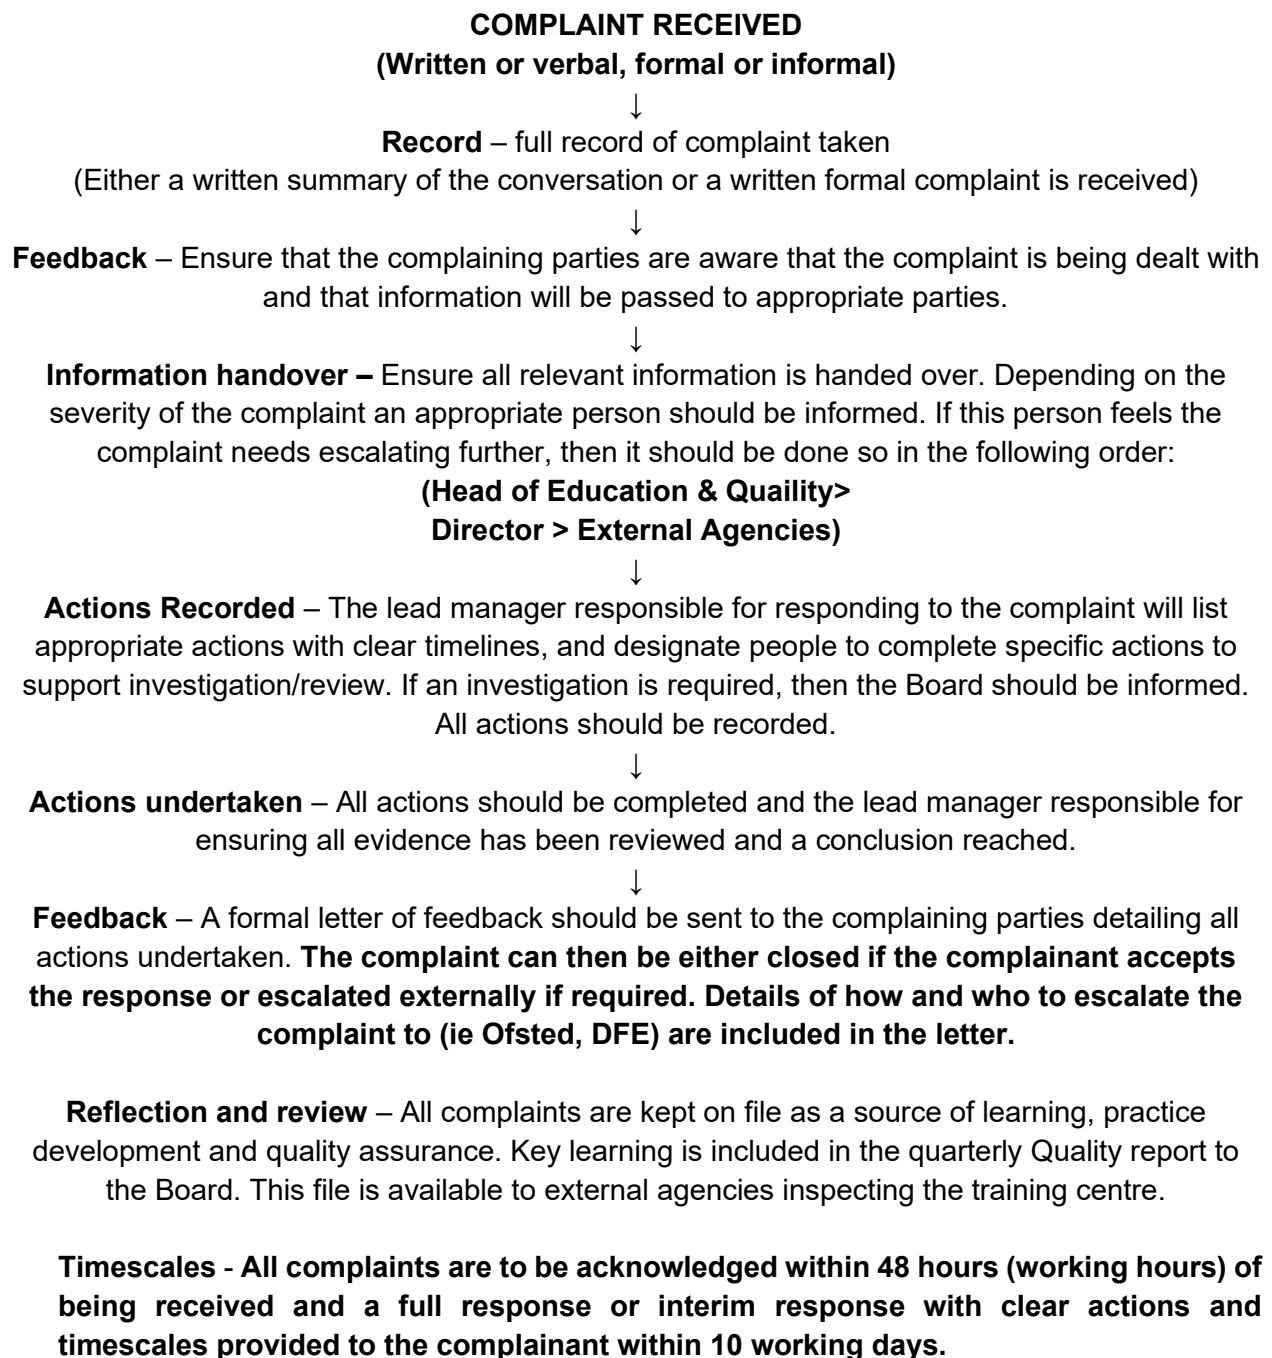 COMPLAINT RECEIVED
(Written or verbal, formal or informal)
↓
Record – full record of complaint taken
(Either a written summary of the conversation or a written formal complaint is received)
↓
Feedback – Ensure that the complaining parties are aware that the complaint is being dealt with
and that information will be passed to appropriate parties.
↓
Information handover – Ensure all relevant information is handed over. Depending on the
severity of the complaint an appropriate person should be informed. If this person feels the
complaint needs escalating further, then it should be done so in the following order:
(Head of Education & Quaility>
Director > External Agencies)
↓
Actions Recorded – The lead manager responsible for responding to the complaint will list
appropriate actions with clear timelines, and designate people to complete specific actions to
support investigation/review. If an investigation is required, then the Board should be informed.
All actions should be recorded.
↓
Actions undertaken – All actions should be completed and the lead manager responsible for
ensuring all evidence has been reviewed and a conclusion reached.
↓
Feedback – A formal letter of feedback should be sent to the complaining parties detailing all
actions undertaken. The complaint can then be either closed if the complainant accepts
the response or escalated externally if required. Details of how and who to escalate the
complaint to (ie Ofsted, DFE) are included in the letter.
Reflection and review – All complaints are kept on file as a source of learning, practice
development and quality assurance. Key learning is included in the quarterly Quality report to
the Board. This file is available to external agencies inspecting the training centre.
Timescales - All complaints are to be acknowledged within 48 hours (working hours) of
being received and a full response or interim response with clear actions and
timescales provided to the complainant within 10 working days.